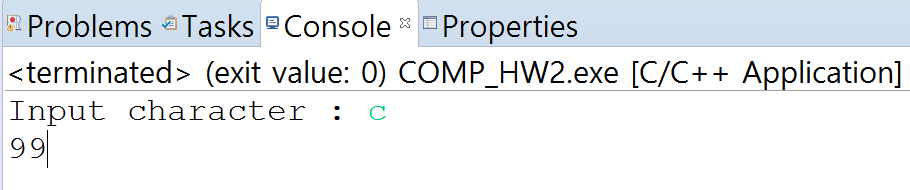 Problems Tasks Console Properties
<terminated> (exit value: 0) COMP_HW2.exe [C/C++ Application]
Input character : c
99